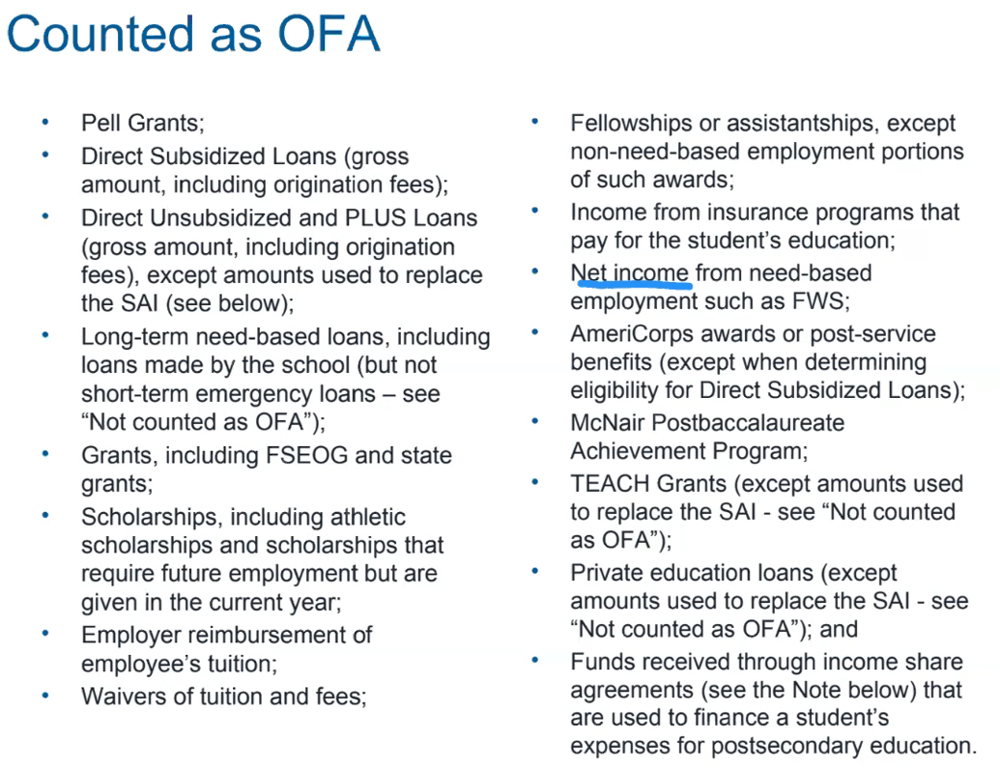 Counted as OFA
• Pell Grants;
• Direct Subsidized Loans (gross
amount, including origination fees);
• Direct Unsubsidized and PLUS Loans
(gross amount, including origination
fees), except amounts used to replace
the SAI (see below);
• Long-term need-based loans, including
loans made by the school (but not
short-term emergency loans – see
“Not counted as OFA”);
• Grants, including FSEOG and state
grants;
• Scholarships, including athletic
scholarships and scholarships that
require future employment but are
given in the current year;
• Employer reimbursement of
employee’s tuition;
• Waivers of tuition and fees;
• Fellowships or assistantships, except
non-need-based employment portions
of such awards;
• Income from insurance programs that
pay for the student’s education;
• Net income from need-based
employment such as FWS;
• AmeriCorps awards or post-service
benefits (except when determining
eligibility for Direct Subsidized Loans);
• McNair Postbaccalaureate
Achievement Program;
• TEACH Grants (except amounts used
to replace the SAI - see “Not counted
as OFA”);
• Private education loans (except
amounts used to replace the SAI - see
“Not counted as OFA”); and
• Funds received through income share
agreements (see the Note below) that
are used to finance a student’s
expenses for postsecondary education.